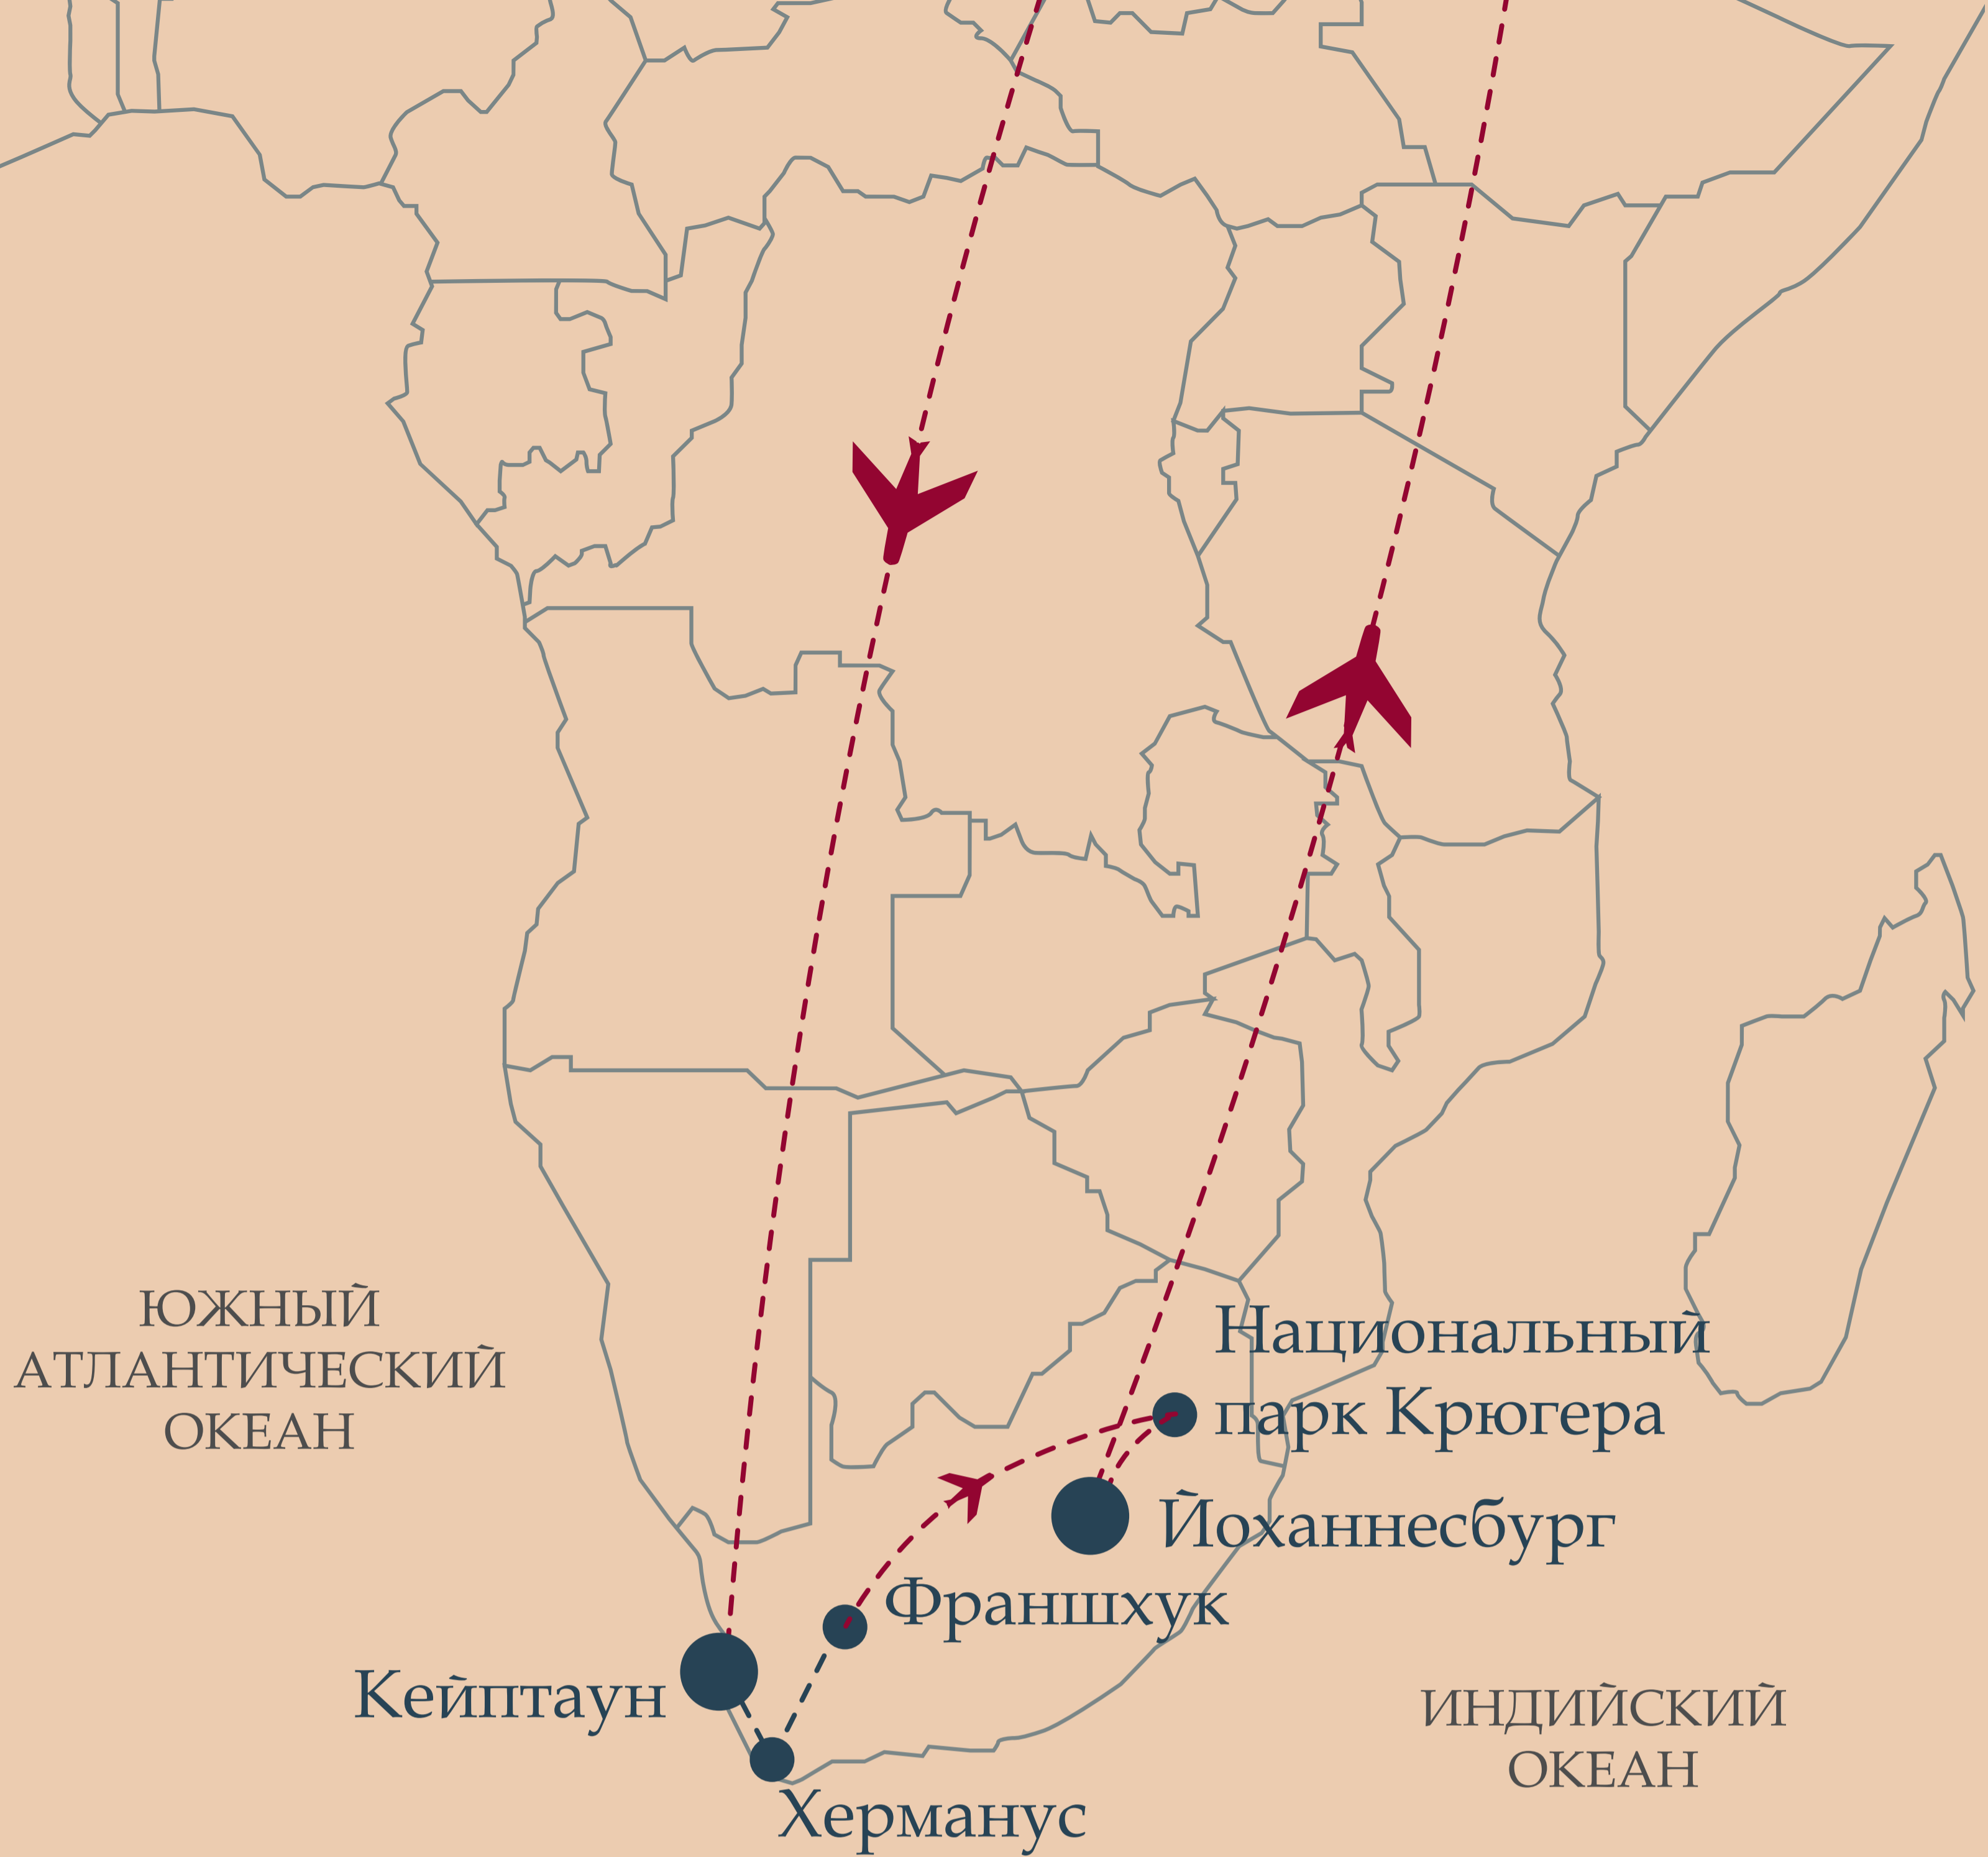 ЮЖНЫЙ
АТЛАНТИЧЕСКИЙ
ОКЕАН
Национальный
парк Крюгера
Йоханнесбург
Франшхук
Кейптаун
Херманус
ИНДИЙСКИЙ
ОКЕАН